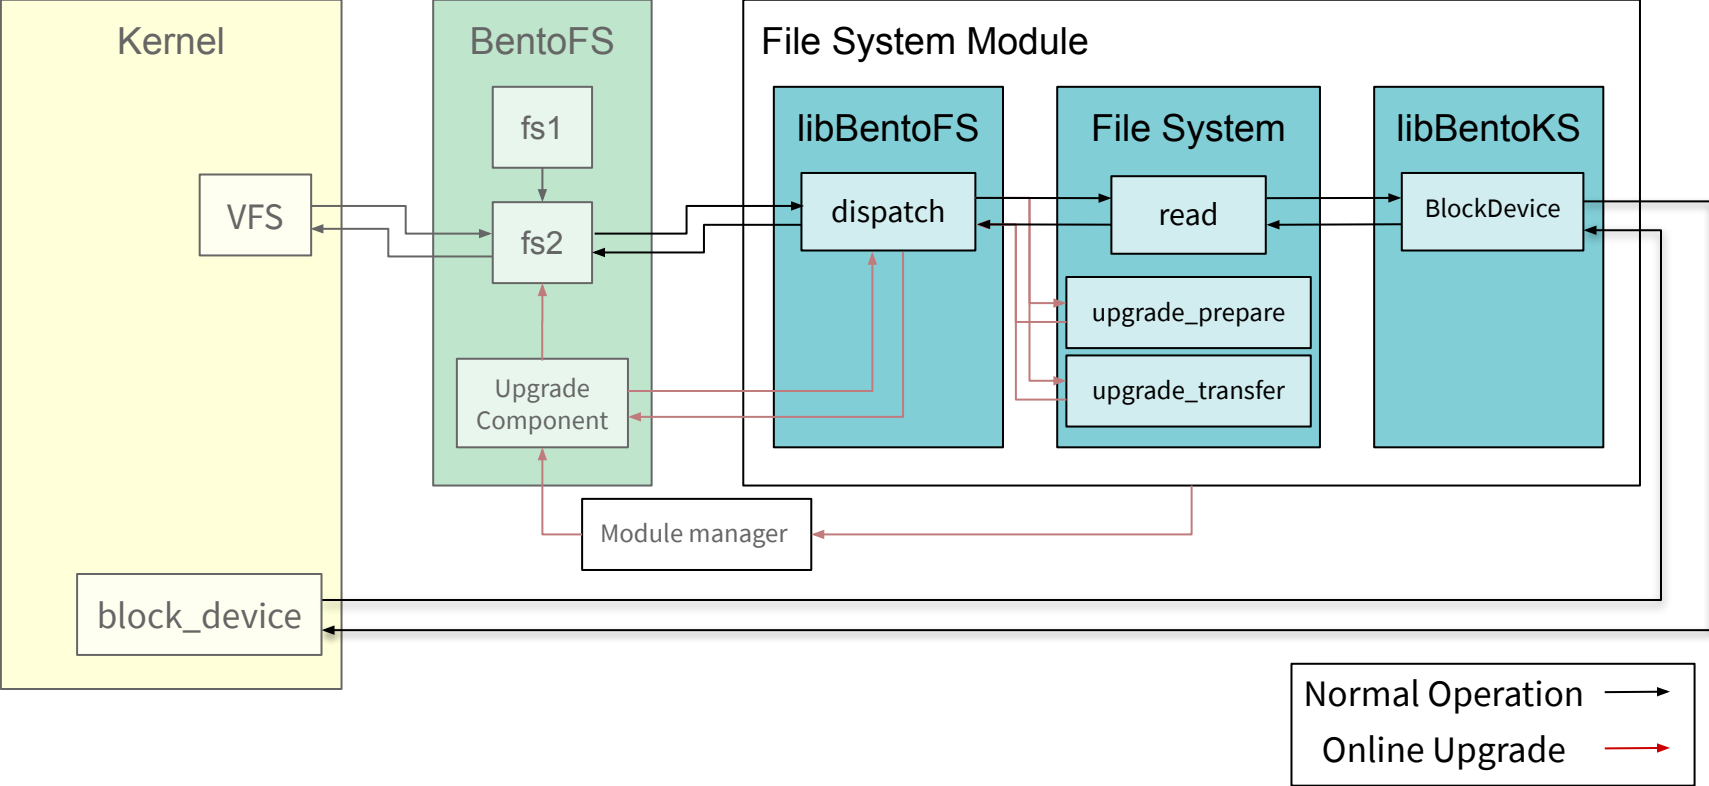 Kernel
BentoFS
File System Module
fs1
libBentoFS
File System
libBentoKS
VFS
fs2
dispatch
read
BlockDevice
upgrade_prepare
Upgrade
Component
upgrade_transfer
Module manager
block_device
Normal Operation
Online Upgrade